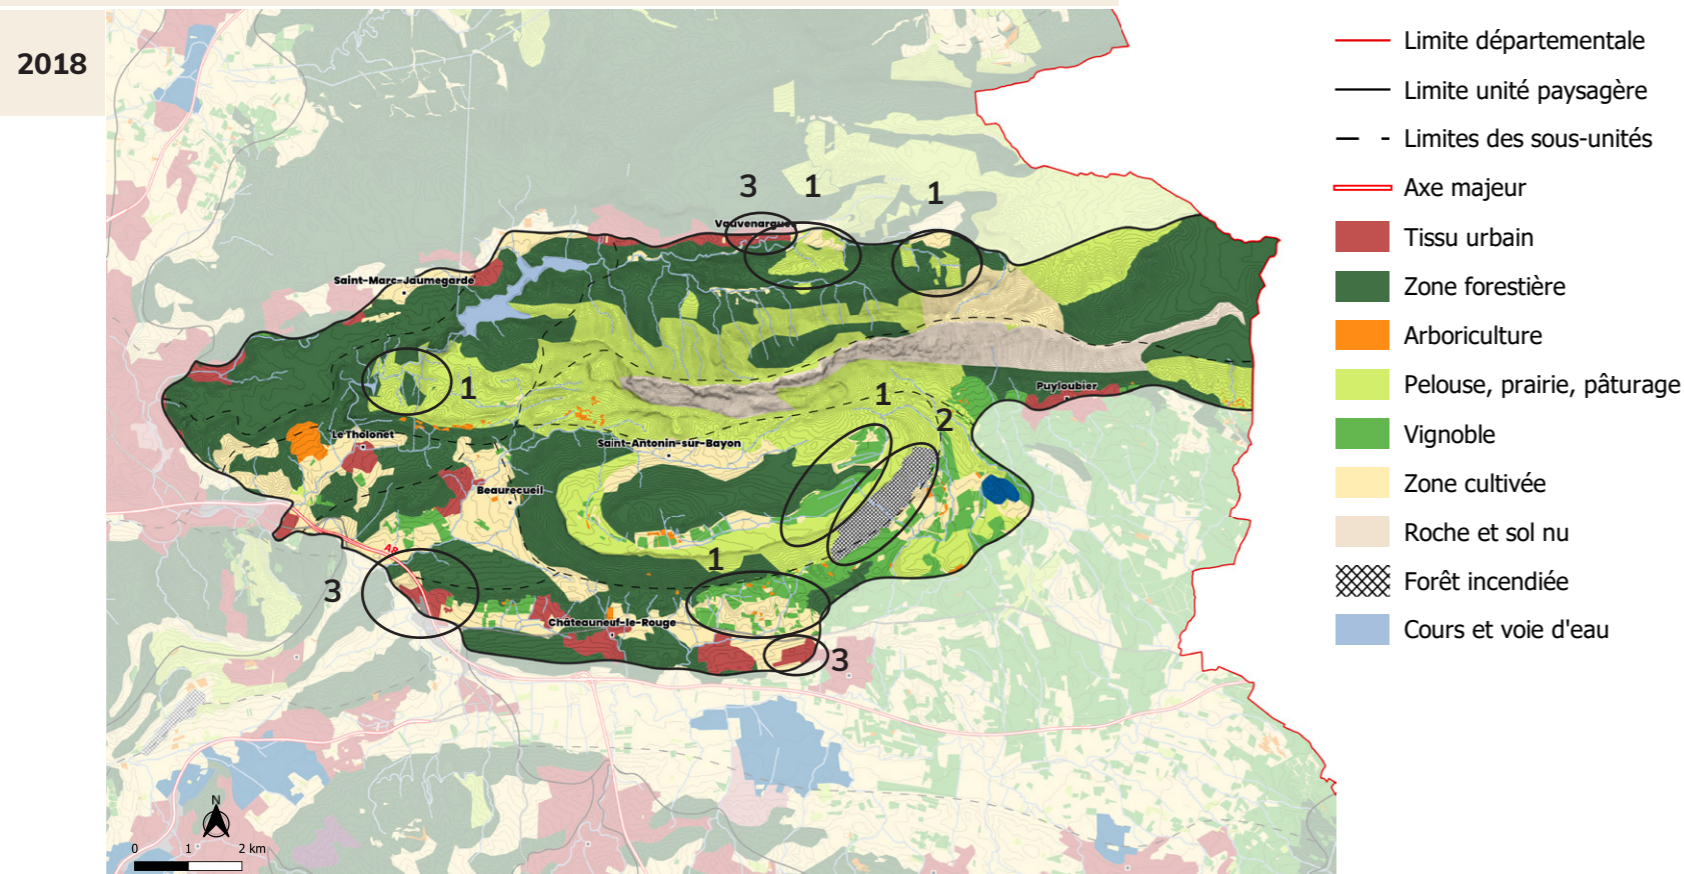 2018
3
1
1
Vauvenargues
Saint-Marc-Jaumegarde
1
1
2
Puyloubier
Le Tholonet
Saint-Antonin-sur-Bayon
Beaurecueil
A8
1
3
Châteauneuf-le-Rouge
3
N
0 1 2 km
Limite départementale
Limite unité paysagère
Limites des sous-unités
Axe majeur
Tissu urbain
Zone forestière
Arboriculture
Pelouse, prairie, pâturage
Vignoble
Zone cultivée
Roche et sol nu
Forêt incendiée
Cours et voie d'eau